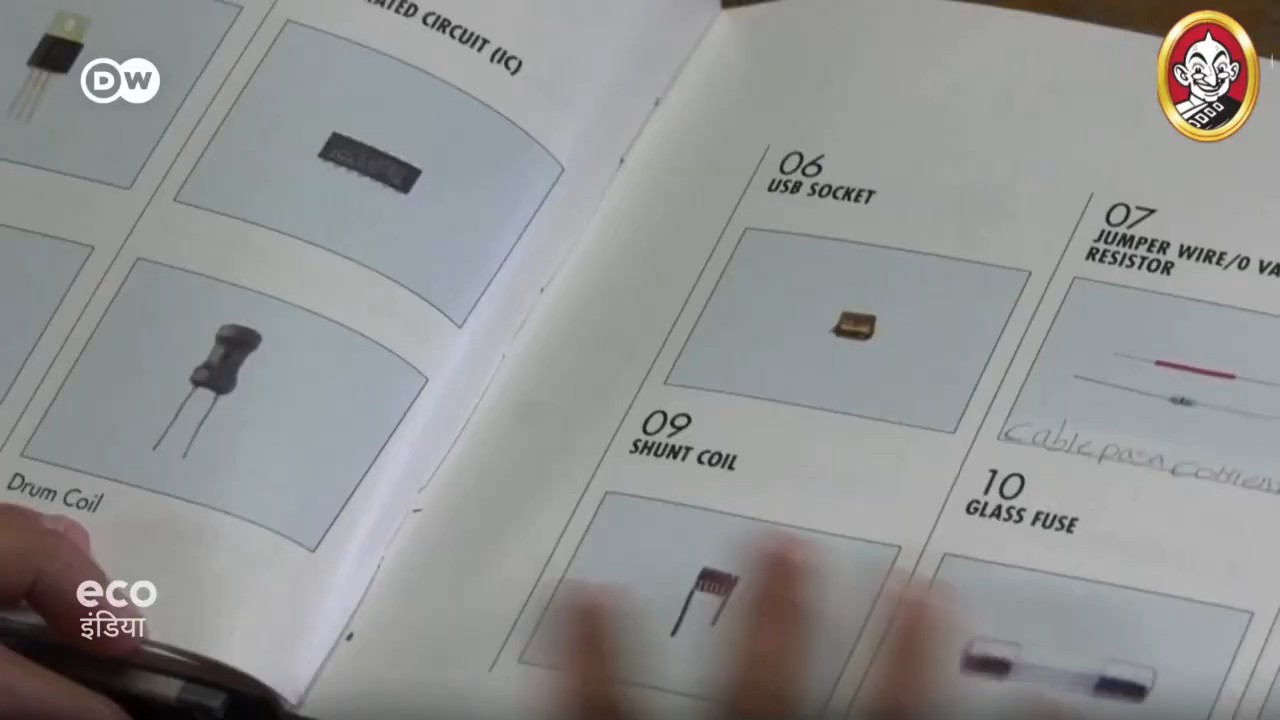 DW
RATED CIRCUIT (IC)
Drum Coil
eco
इंडिया
06
USB SOCKET
07
JUMPER WIRE/0 VA
RESISTOR
09
SHUNT COIL
10
GLASS FUSE